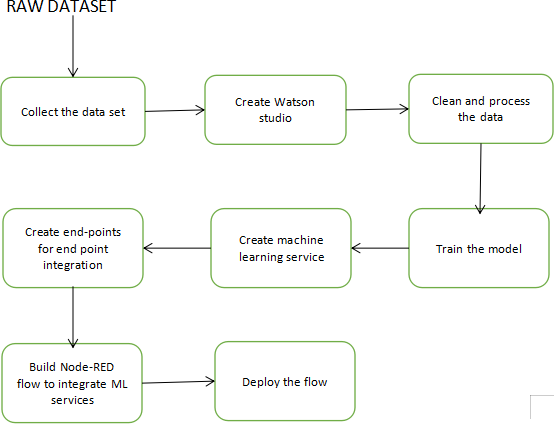 RAW DATASET
Collect the data set
Create Watson
studio
Clean and process
the data
Train the model
Create machine
learning service
Create end-points
for end point
integration
Build Node-RED
flow to integrate ML
services
Deploy the flow